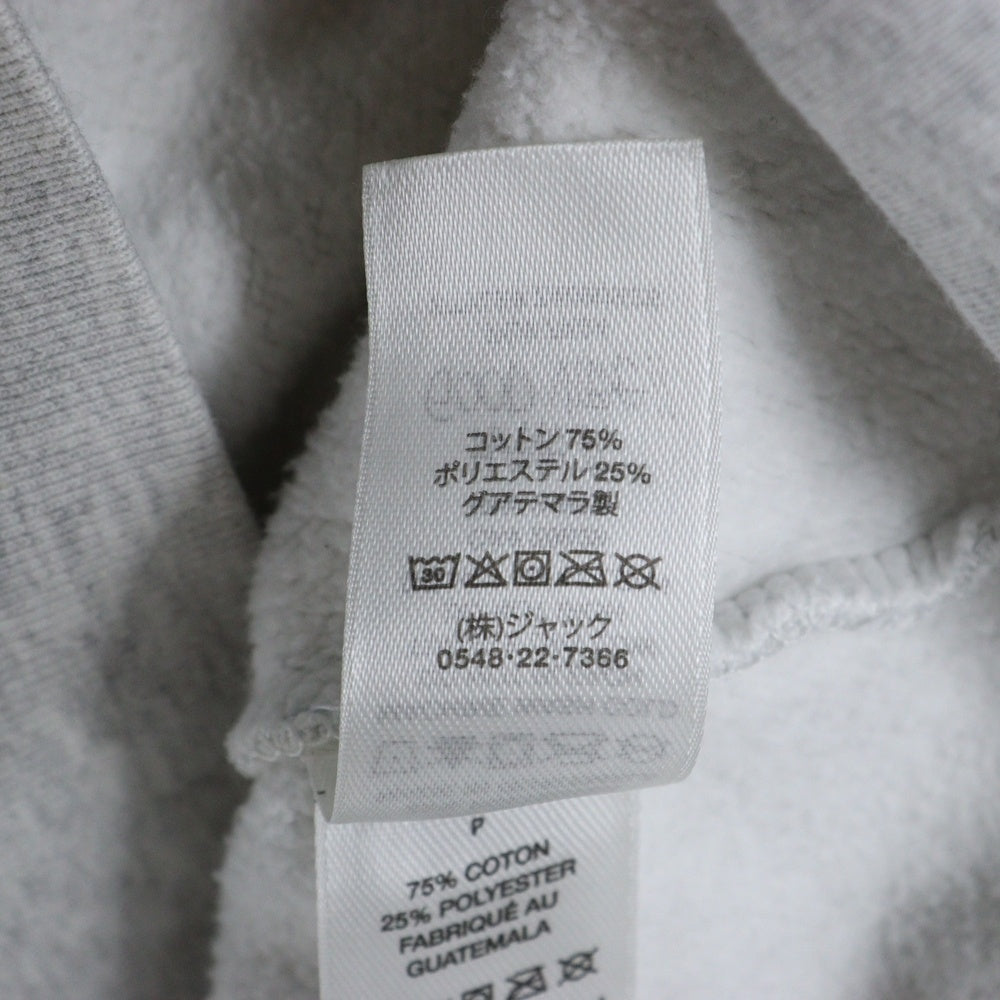 コットン 75%
ポリエステル 25%
グアテマラ製
30
(株)ジャック
0548·22·7366
P
75% COTON
25% POLYESTER
FABRIQUÉ AU
GUATEMALA